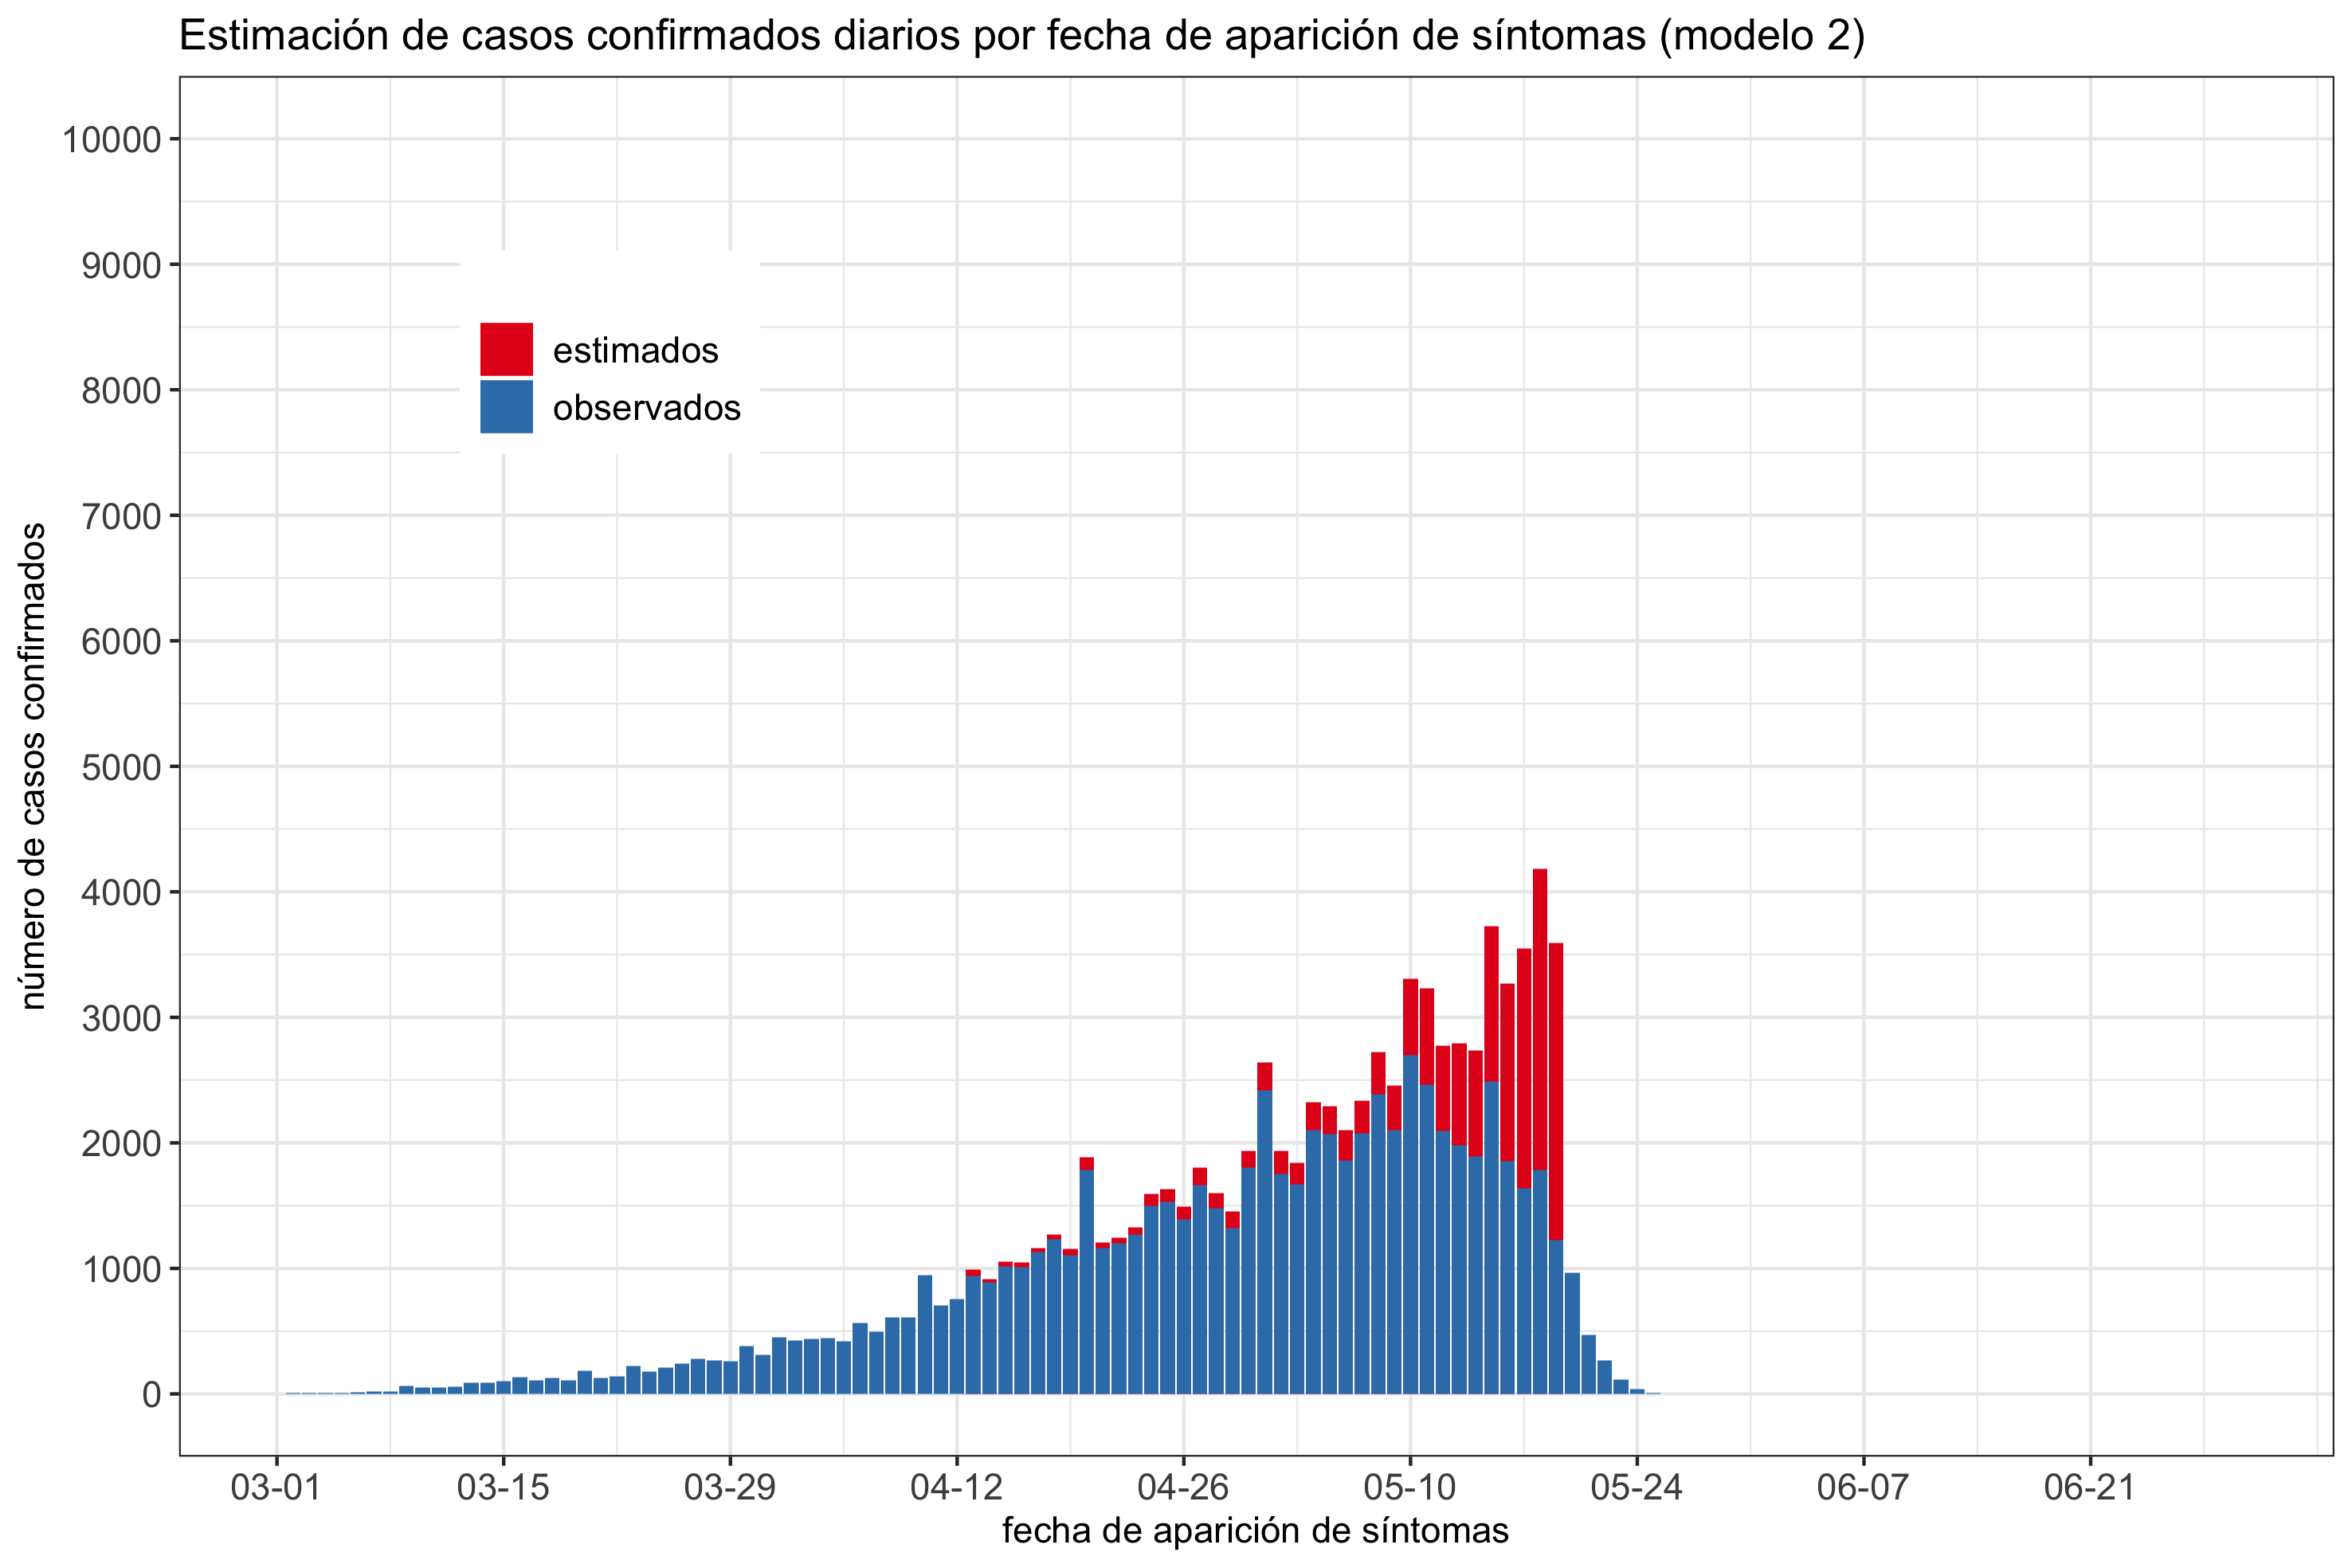 Estimación de casos confirmados diarios por fecha de aparición de síntomas (modelo 2)
número de casos confirmados
10000
9000
8000
7000
6000
5000
4000
3000
2000
1000
0
estimados
observados
03-01 03-15 03-29 04-12 04-26 05-10 05-24 06-07 06-21
fecha de aparición de síntomas